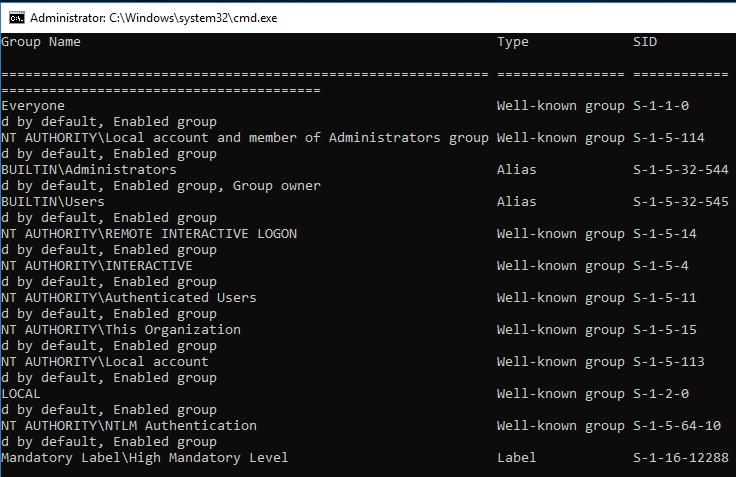 Administrator: C:\Windows\system32\cmd.exe
Group Name Type SID
============================================================= ================ ============
========================================
Everyone Well-known group S-1-1-0
d by default, Enabled group
NT AUTHORITY\Local account and member of Administrators group Well-known group S-1-5-114
d by default, Enabled group
BUILTIN\Administrators Alias S-1-5-32-544
d by default, Enabled group, Group owner
BUILTIN\Users Alias S-1-5-32-545
d by default, Enabled group
NT AUTHORITY\REMOTE INTERACTIVE LOGON Well-known group S-1-5-14
d by default, Enabled group
NT AUTHORITY\INTERACTIVE Well-known group S-1-5-4
d by default, Enabled group
NT AUTHORITY\Authenticated Users Well-known group S-1-5-11
d by default, Enabled group
NT AUTHORITY\This Organization Well-known group S-1-5-15
d by default, Enabled group
NT AUTHORITY\Local account Well-known group S-1-5-113
d by default, Enabled group
LOCAL Well-known group S-1-2-0
d by default, Enabled group
NT AUTHORITY\NTLM Authentication Well-known group S-1-5-64-10
d by default, Enabled group
Mandatory Label\High Mandatory Level Label S-1-16-12288